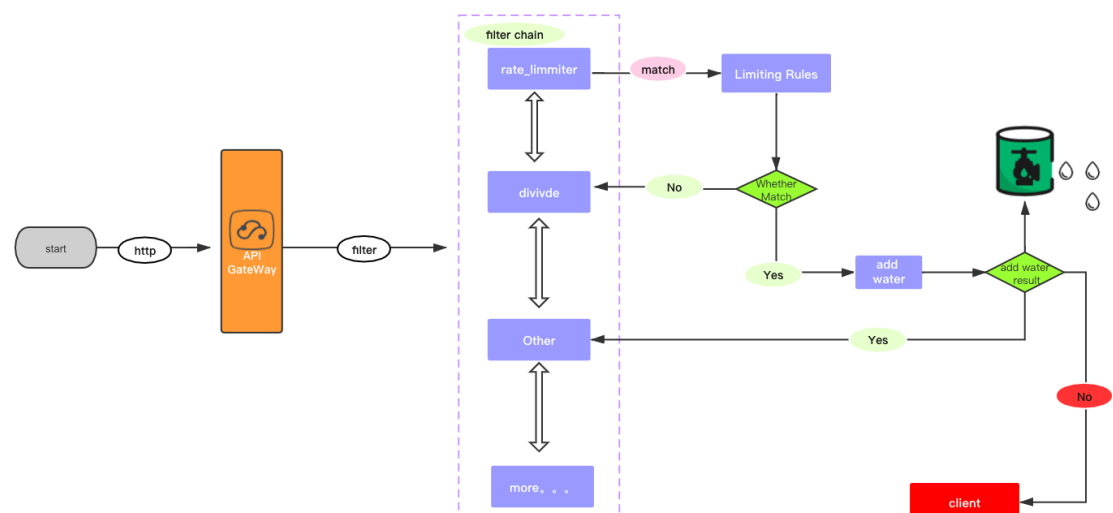 filter chain
rate_limmiter
match
Limiting Rules
divivde
No
Whether
Match
start
http
API
GateWay
filter
Yes
add
water
add water
result
Other
Yes
No
more。。。
client